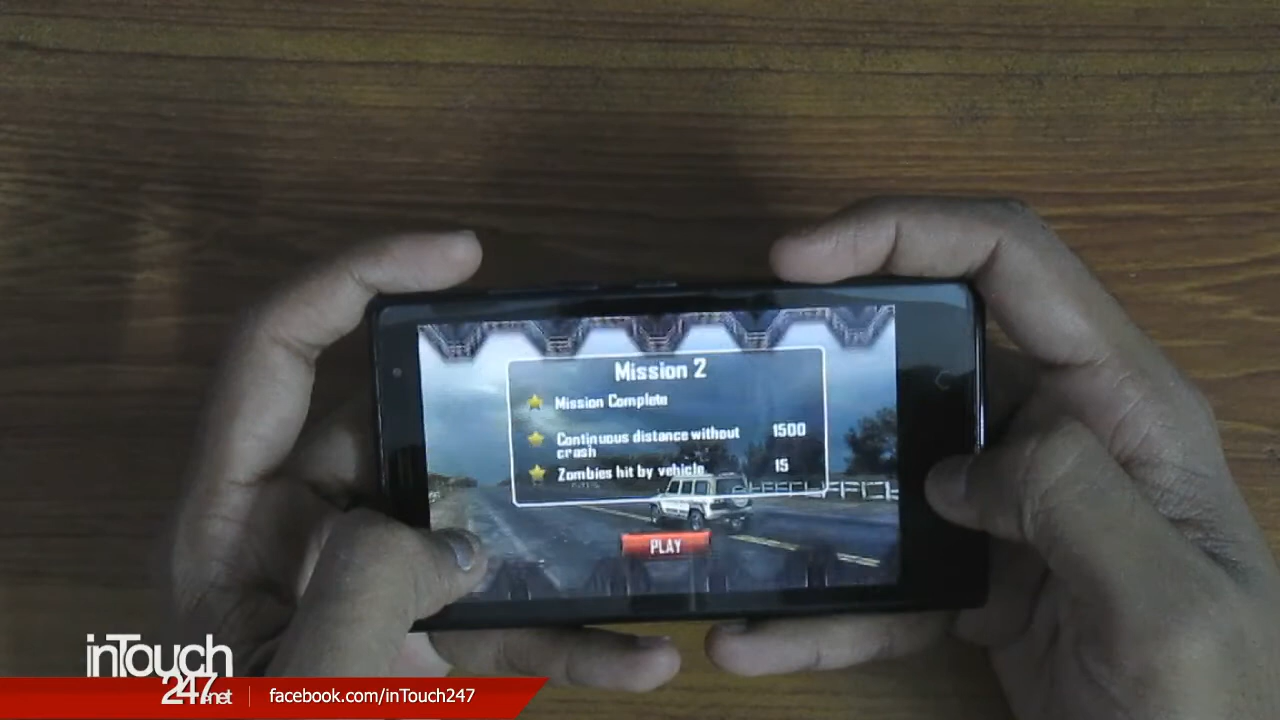 Mission 2
Mission Complete
Continuous distance without 1500
crash
Zombies hit by vehicle 15
PLAY
inTouch
247.net
facebook.com/inTouch247